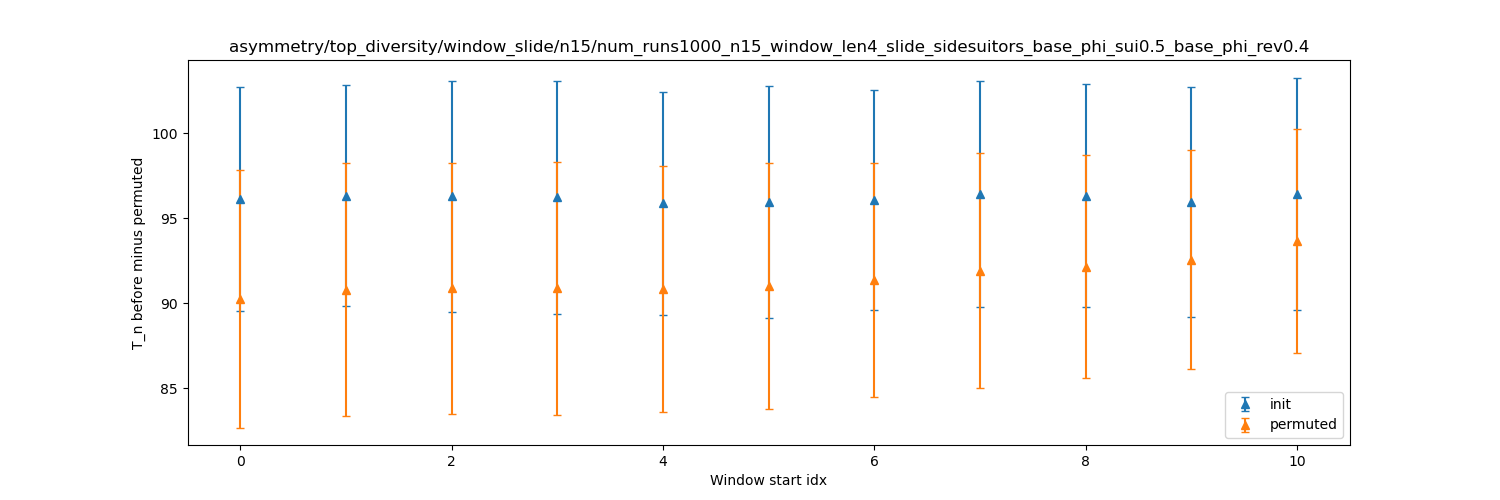 asymmetry/top_diversity/window_slide/n15/num_runs1000_n15_window_len4_slide_sidesuitors_base_phi_sui0.5_base_phi_rev0.4
T_n before minus permuted
100
95
90
85
init
permuted
0
2
4
6
8
10
Window start idx